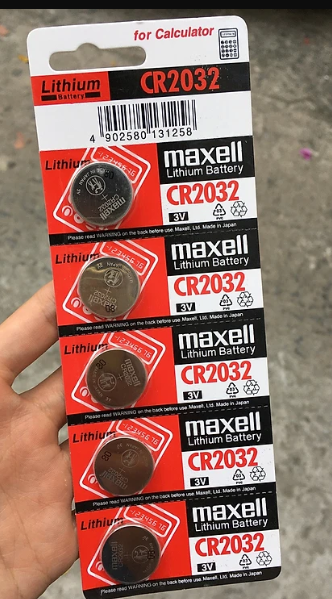 for Calculator
Lithium
Battery
CR2032
4 902580 131258
Lithium
maxell
Lithium Battery
CR2032
3V
Please read WARNING on the back before use. Maxell, Ltd. Made in Japan
Lithium
maxell
Lithium Battery
CR2032
3V
Please read WARNING on the back before use. Maxell, Ltd. Made in Japan
Lithium
maxell
Lithium Battery
CR2032
3V
Please read WARNING on the back before use. Maxell, Ltd. Made in Japan
Lithium
maxell
Lithium Battery
CR2032
3V
Please read WARNING on the back before use. Maxell, Ltd. Made in Japan
Lithium
maxell
Lithium Battery
CR2032
3V
Please read WARNING on the back before use. Maxell, Ltd. Made in Japan